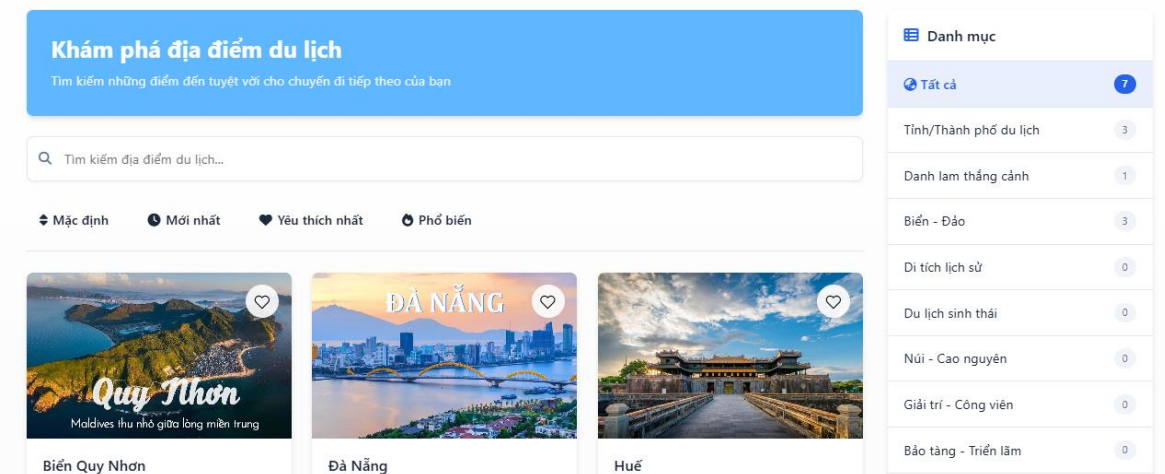 Khám phá địa điểm du lịch
Tìm kiếm những điểm đến tuyệt vời cho chuyến đi tiếp theo của bạn
Tìm kiếm địa điểm du lịch...
Mặc định
Mới nhất
Yêu thích nhất
Phổ biến
Quy Nhơn
Maldives thu nhỏ giữa lòng miền trung
Biển Quy Nhơn
ĐÀ NẴNG
Đà Nẵng
Huế
Danh mục
Tất cả 7
Tỉnh/Thành phố du lịch 3
Danh lam thắng cảnh 1
Biển - Đảo 3
Di tích lịch sử 0
Du lịch sinh thái 0
Núi - Cao nguyên 0
Giải trí - Công viên 0
Bảo tàng - Triển lãm 0